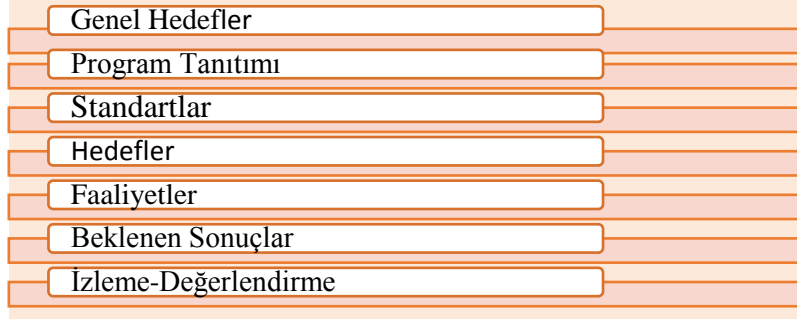 Genel Hedefler
Program Tanıtımı
Standartlar
Hedefler
Faaliyetler
Beklenen Sonuçlar
İzleme-Değerlendirme